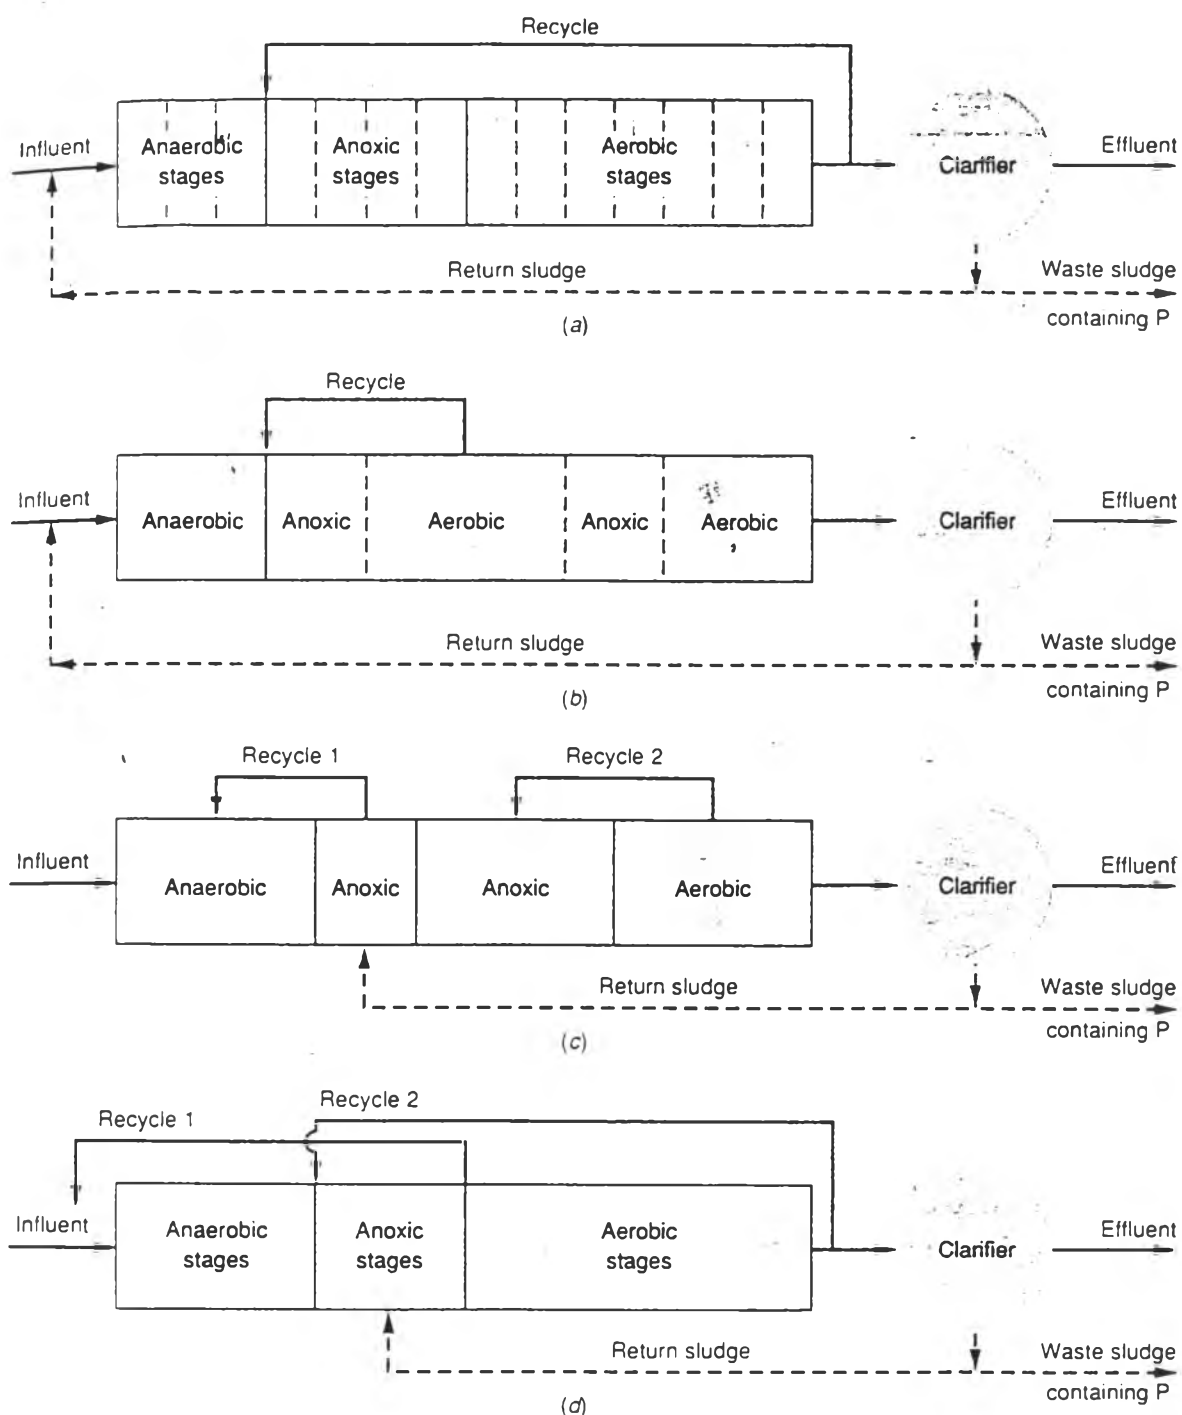 Recycle
Influent
Anaerobic
stages
Anoxic
stages
Aerobic
stages
Clarifier
Effluent
Return sludge
Waste sludge
containing P
(a)
Recycle
Influent
Anaerobic
Anoxic
Aerobic
Anoxic
Aerobic
Clarifier
Effluent
Return sludge
Waste sludge
containing P
(b)
Recycle 1
Recycle 2
Influent
Anaerobic
Anoxic
Anoxic
Aerobic
Clarifier
Effluent
Return sludge
Waste sludge
containing P
(c)
Recycle 2
Recycle 1
Influent
Anaerobic
stages
Anoxic
stages
Aerobic
stages
Clarifier
Effluent
Return sludge
Waste sludge
containing P
(d)